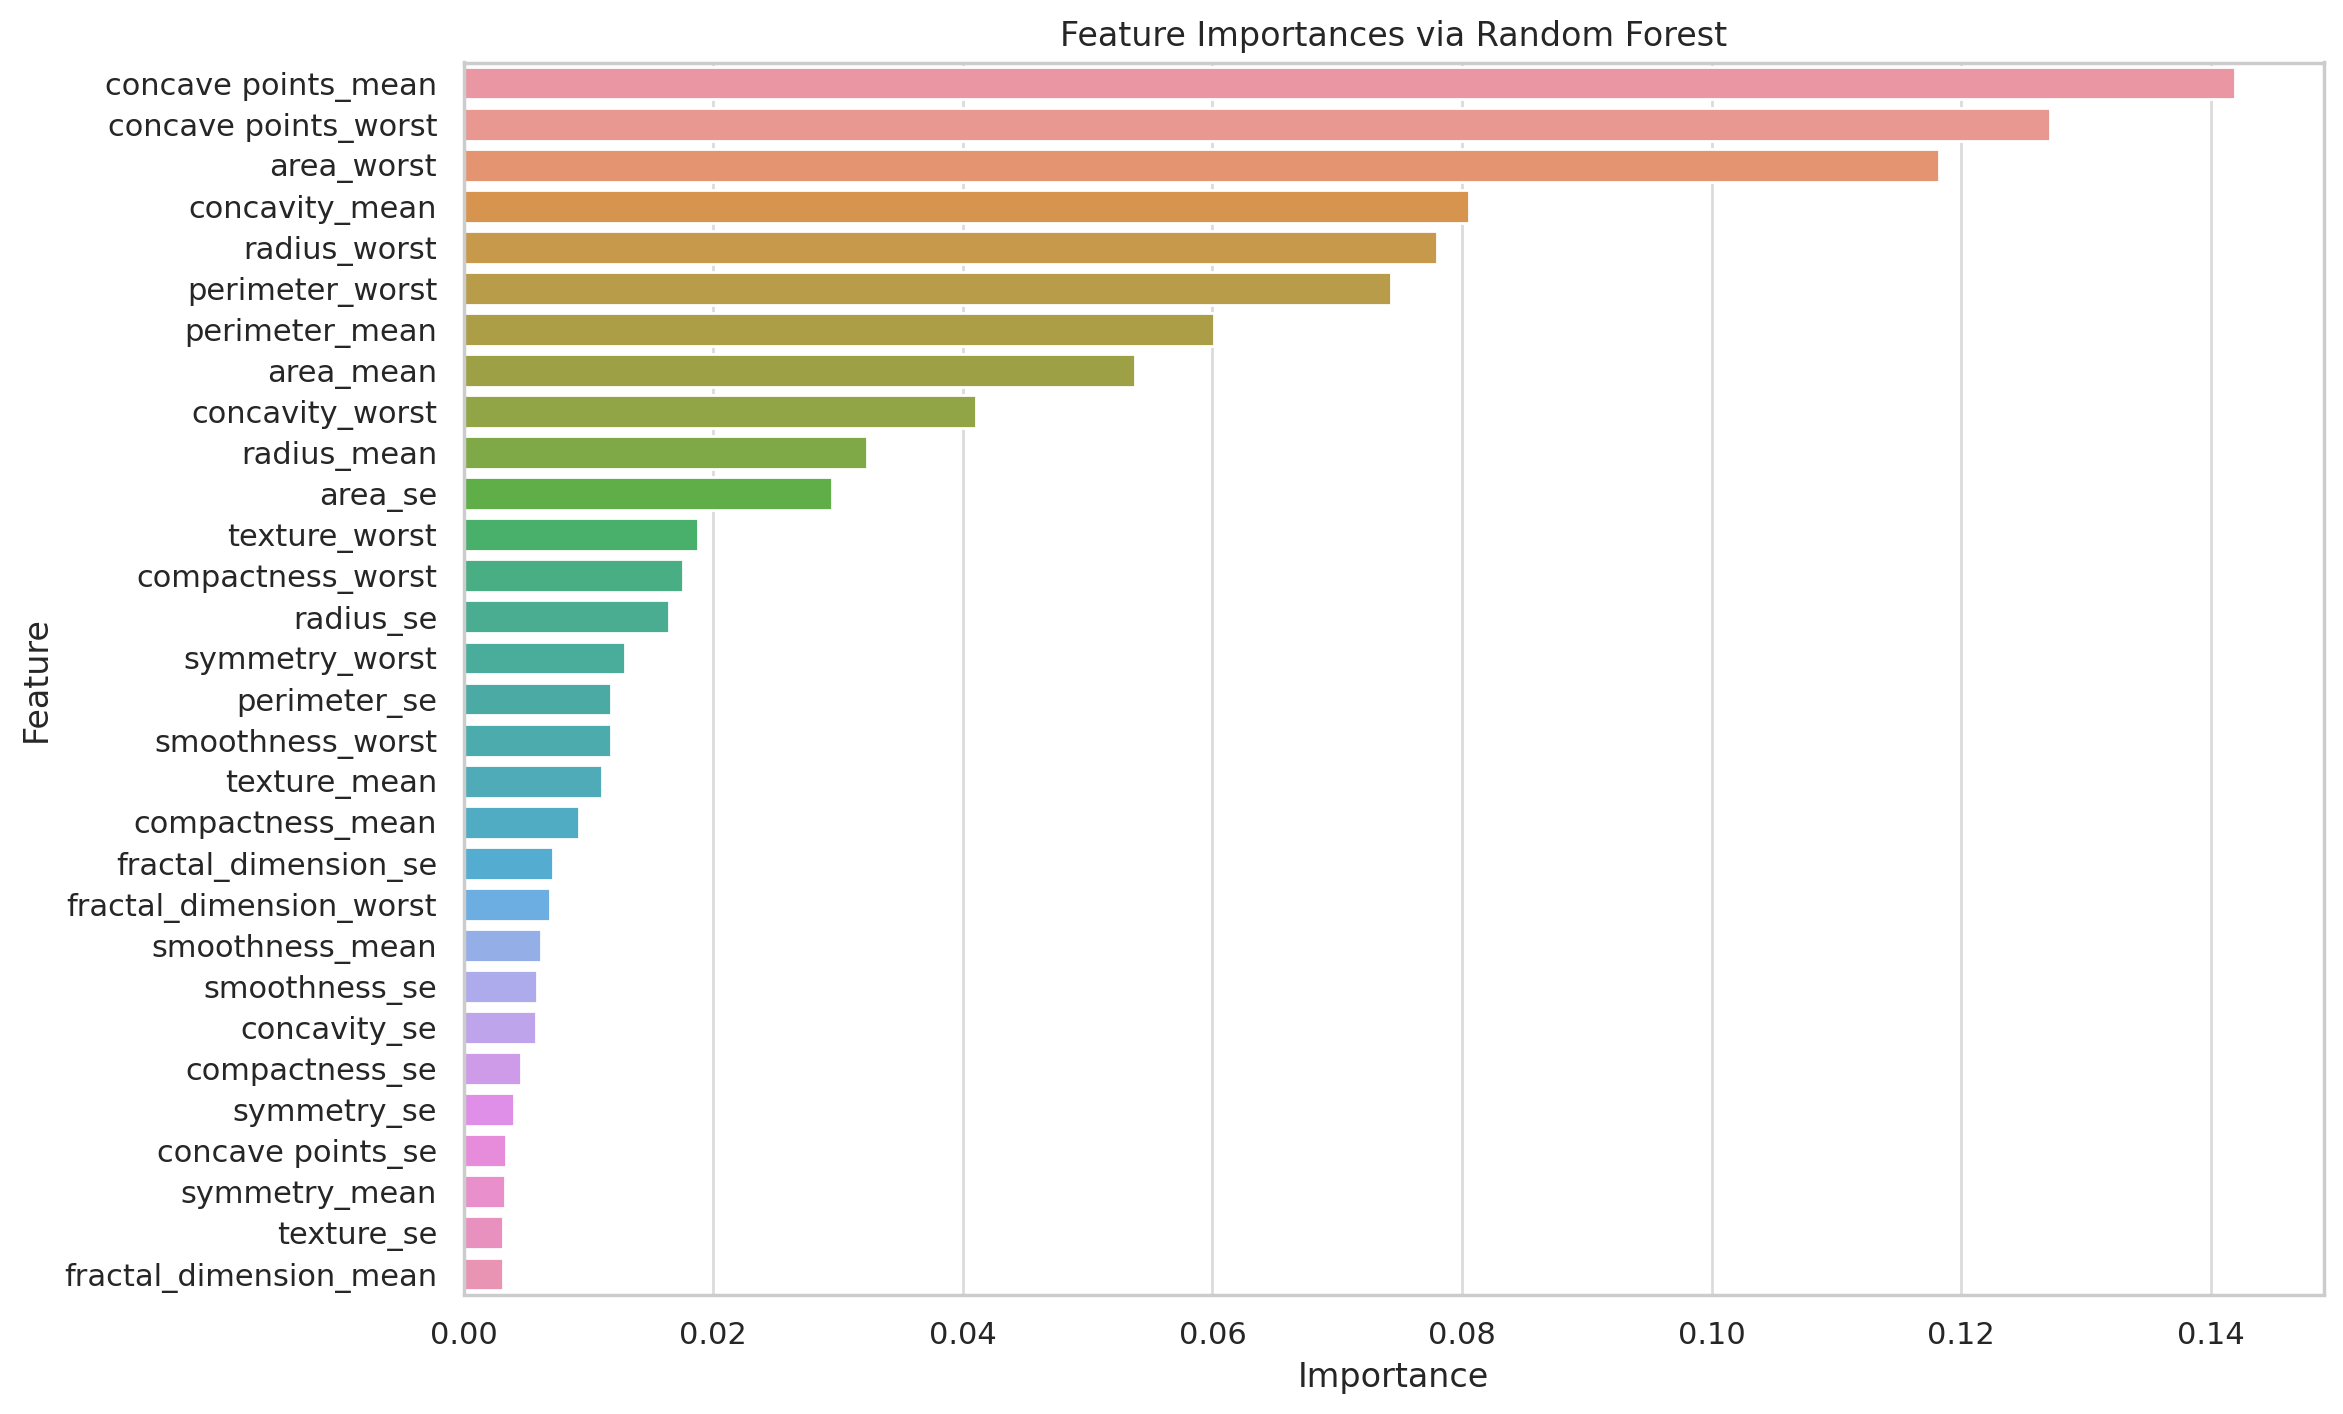 Feature Importances via Random Forest
concave points_mean
concave points_worst
area_worst
concavity_mean
radius_worst
perimeter_worst
perimeter_mean
area_mean
concavity_worst
radius_mean
area_se
texture_worst
compactness_worst
radius_se
symmetry_worst
perimeter_se
smoothness_worst
texture_mean
compactness_mean
fractal_dimension_se
fractal_dimension_worst
smoothness_mean
smoothness_se
concavity_se
compactness_se
symmetry_se
concave points_se
symmetry_mean
texture_se
fractal_dimension_mean
Feature
0.00 0.02 0.04 0.06 0.08 0.10 0.12 0.14
Importance